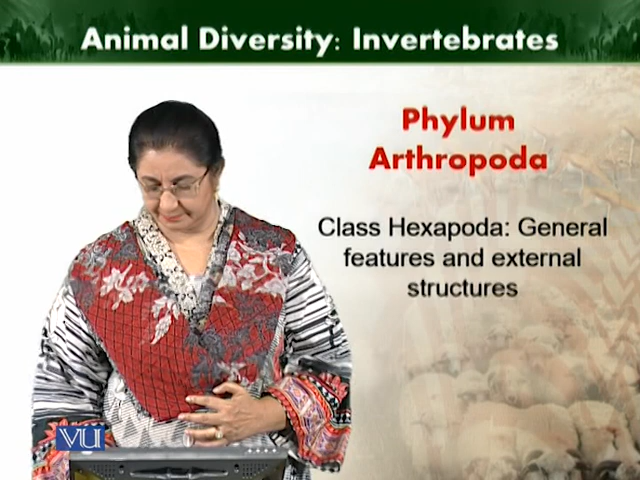 Animal Diversity: Invertebrates
Phylum
Arthropoda
Class Hexapoda: General
features and external
structures
VU